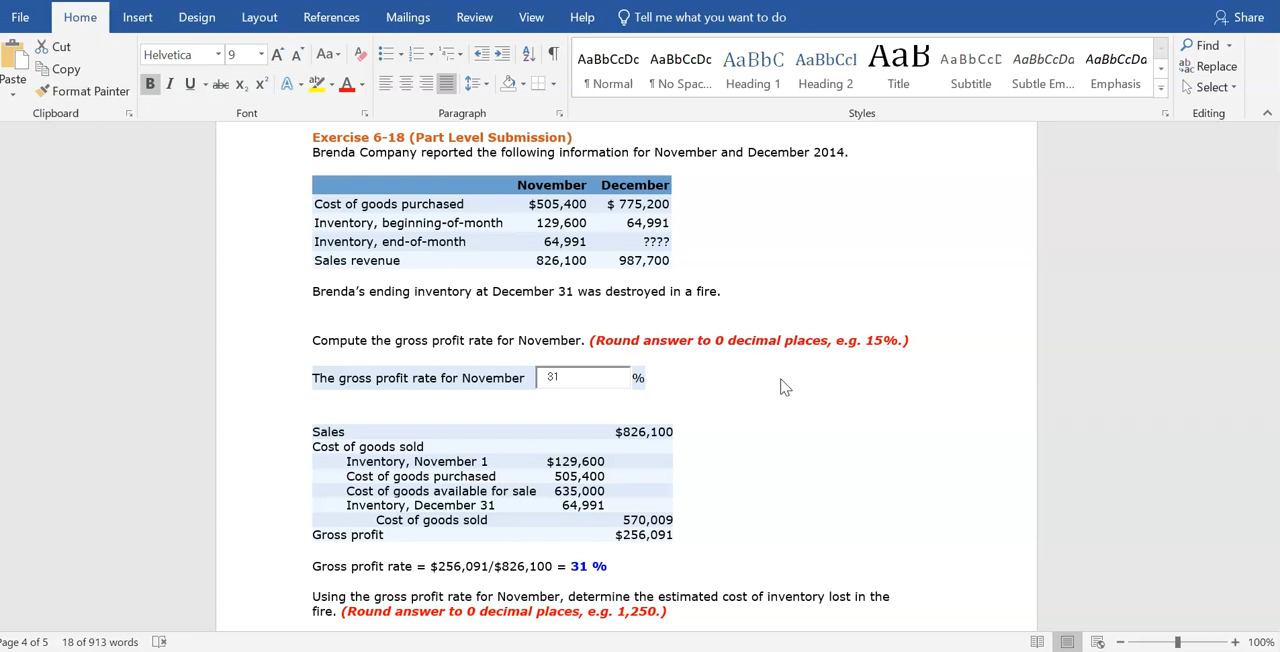 File Home Insert Design Layout References Mailings Review View Help Tell me what you want to do Share
Cut
Copy
Paste
Format Painter
Clipboard
Helvetica 9 A A Aa
B I U abc X₂ X² A ab A
Font
Paragraph
AaBbCcDc AaBbCcDc AaBbC AaBbCcl AaB AaBbCcD AaBbCcDa AaBbCcDa
¶ Normal ¶ No Spac... Heading 1 Heading 2 Title Subtitle Subtle Em... Emphasis
Styles
Find
Replace
Select
Editing
Exercise 6-18 (Part Level Submission)
Brenda Company reported the following information for November and December 2014.
November December
Cost of goods purchased $505,400 $ 775,200
Inventory, beginning-of-month 129,600 64,991
Inventory, end-of-month 64,991 ????
Sales revenue 826,100 987,700
Brenda’s ending inventory at December 31 was destroyed in a fire.
Compute the gross profit rate for November. (Round answer to 0 decimal places, e.g. 15%.)
The gross profit rate for November 31 %
Sales $826,100
Cost of goods sold
Inventory, November 1 $129,600
Cost of goods purchased 505,400
Cost of goods available for sale 635,000
Inventory, December 31 64,991
Cost of goods sold 570,009
Gross profit $256,091
Gross profit rate = $256,091/$826,100 = 31 %
Using the gross profit rate for November, determine the estimated cost of inventory lost in the
fire. (Round answer to 0 decimal places, e.g. 1,250.)
Page 4 of 5 18 of 913 words 100%